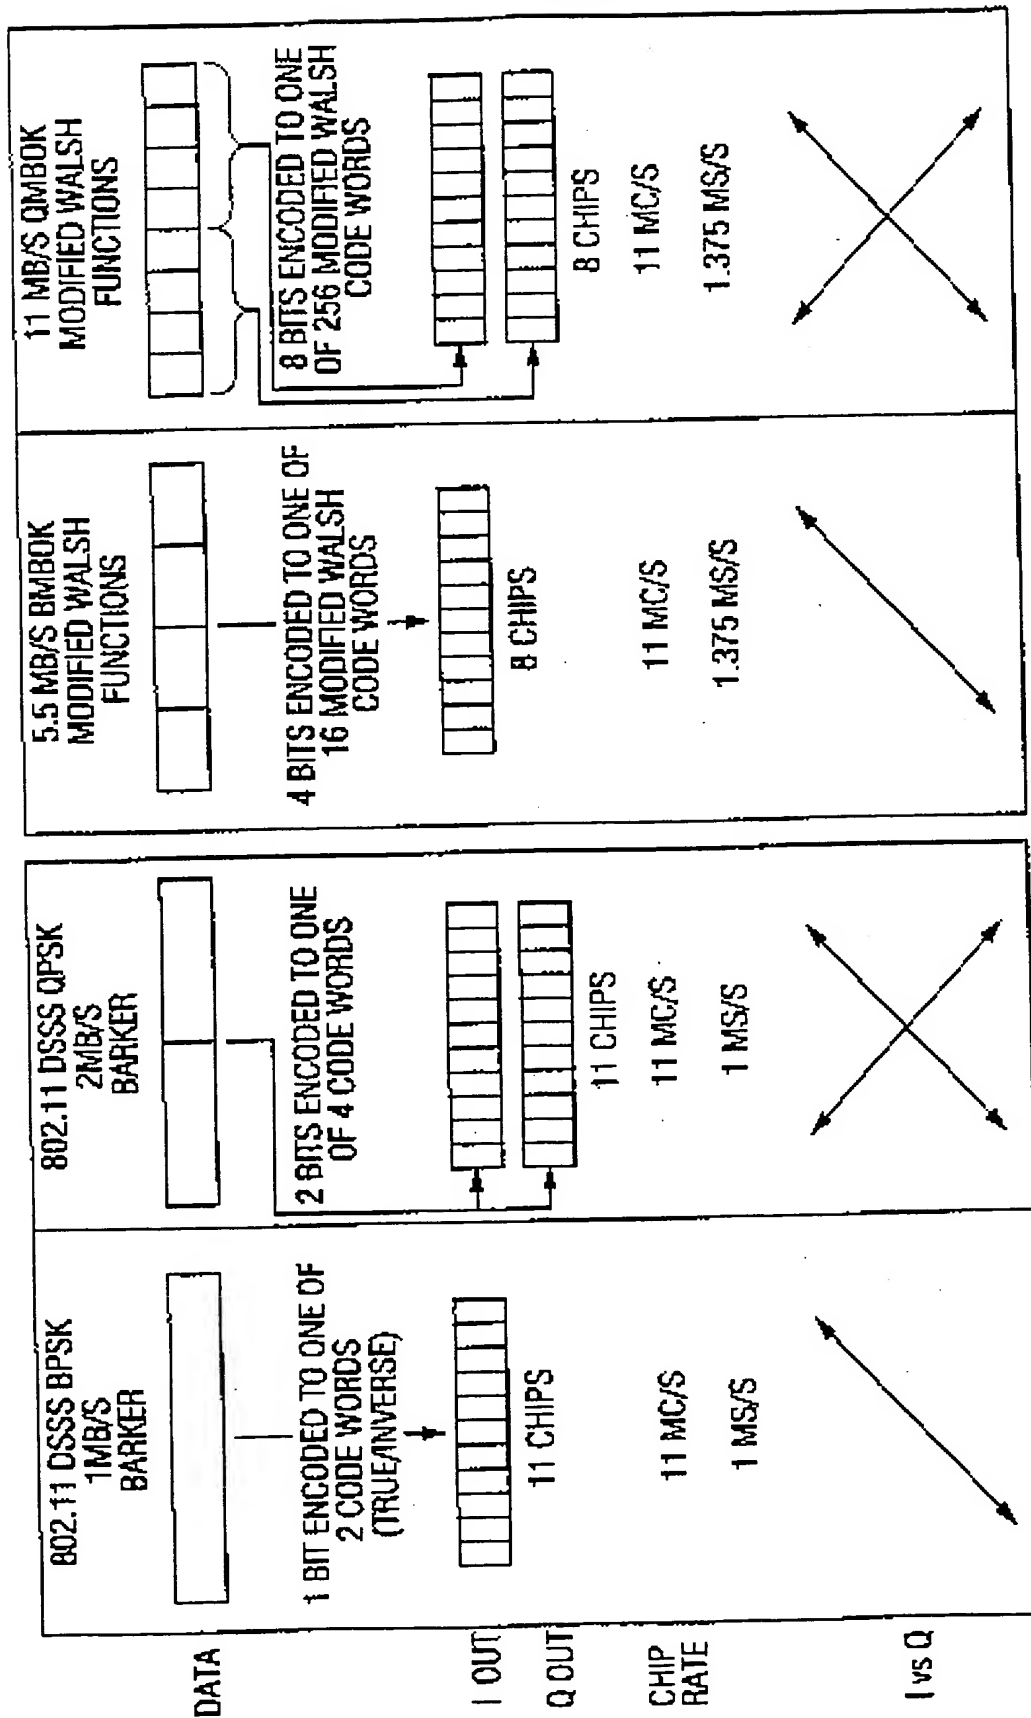 802.11 DSSS BPSK
1MB/S
BARKER
802.11 DSSS QPSK
2MB/S
BARKER
5.5 MB/S BMBOK
MODIFIED WALSH
FUNCTIONS
11 MB/S QMBOK
MODIFIED WALSH
FUNCTIONS
DATA
1 BIT ENCODED TO ONE OF
2 CODE WORDS
(TRUE/INVERSE)
2 BITS ENCODED TO ONE
OF 4 CODE WORDS
4 BITS ENCODED TO ONE OF
16 MODIFIED WALSH
CODE WORDS
8 BITS ENCODED TO ONE
OF 256 MODIFIED WALSH
CODE WORDS
I OUT
Q OUT
11 CHIPS
11 CHIPS
8 CHIPS
8 CHIPS
CHIP
RATE
11 MC/S
11 MC/S
11 MC/S
11 MC/S
1 MS/S
1 MS/S
1.375 MS/S
1.375 MS/S
I vs Q